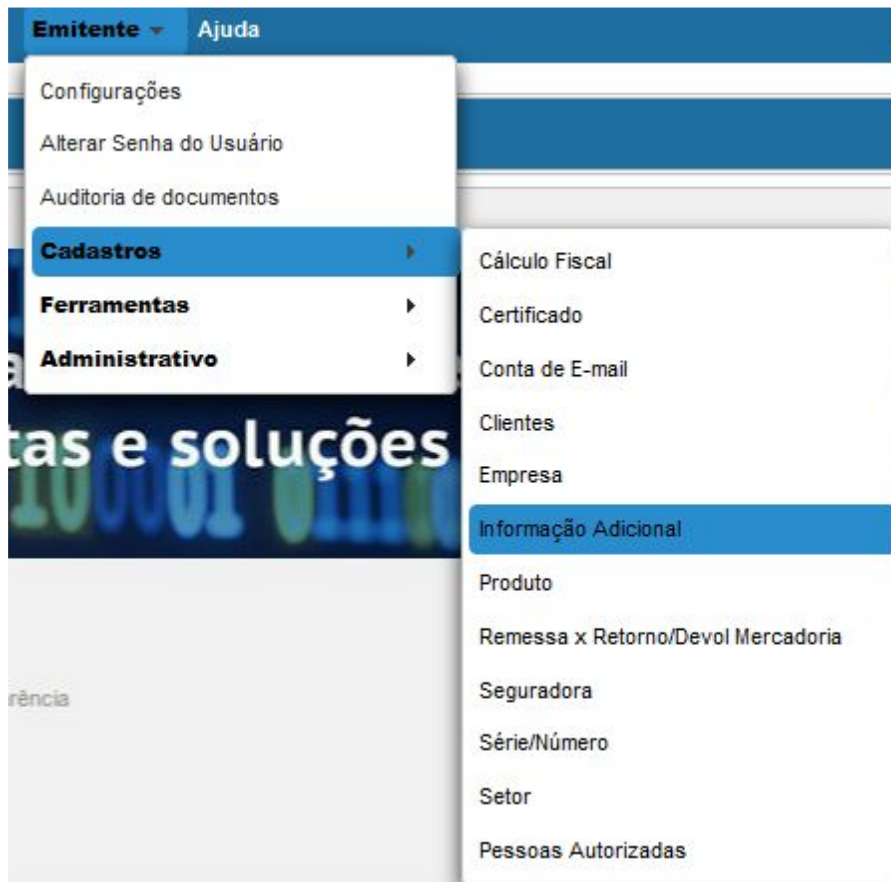 Emitente Ajuda
Configurações
Alterar Senha do Usuário
Auditoria de documentos
Cadastros
Ferramentas
Administrativo
Cálculo Fiscal
Certificado
Conta de E-mail
Clientes
Empresa
Informação Adicional
Produto
Remessa x Retorno/Devol Mercadoria
Seguradora
Série/Número
Setor
Pessoas Autorizadas
tas e soluções
rência